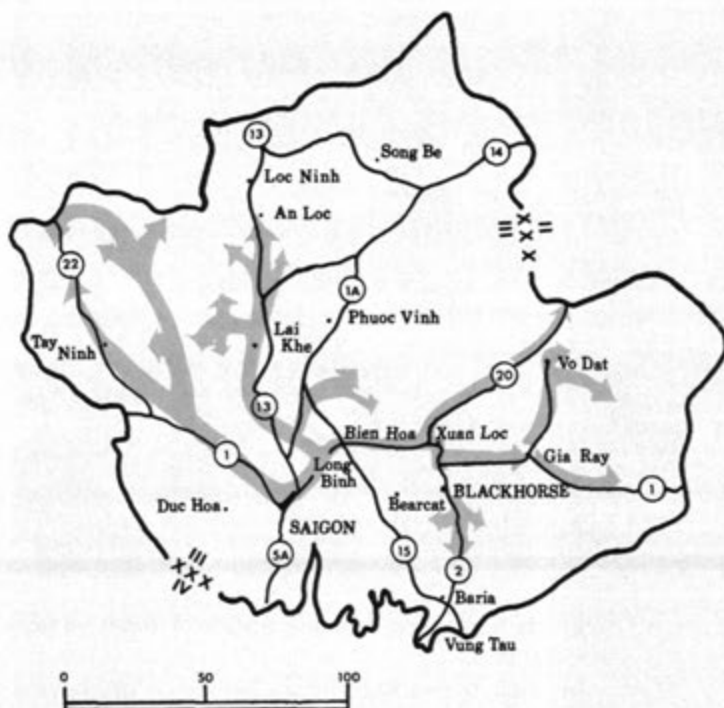 13
Song Be
14
Loc Ninh
An Loc
II
XXX
III
22
1A
Phuoc Vinh
Tay Ninh
Lai
Khe
20
Vo Dat
13
Bien Hoa
Xuan Loc
1
Long
Binh
Gia Ray
Duc Hoa
Bearcat
BLACKHORSE
1
SAIGON
III
XXX
IV
5A
15
2
Baria
Vung Tau
0 50 100